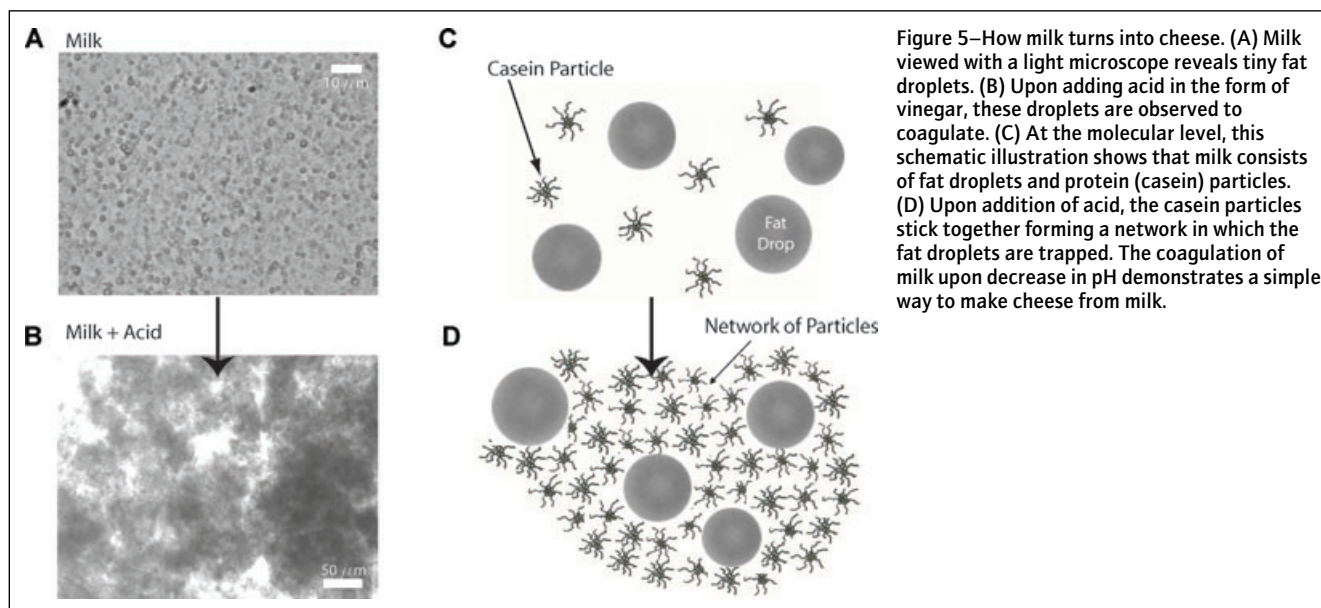 A
Milk
10 μm
B
Milk + Acid
50 μm
C
Casein Particle
Fat
Drop
D
Network of Particles
Figure 5–How milk turns into cheese. (A) Milk
viewed with a light microscope reveals tiny fat
droplets. (B) Upon adding acid in the form of
vinegar, these droplets are observed to
coagulate. (C) At the molecular level, this
schematic illustration shows that milk consists
of fat droplets and protein (casein) particles.
(D) Upon addition of acid, the casein particles
stick together forming a network in which the
fat droplets are trapped. The coagulation of
milk upon decrease in pH demonstrates a simple
way to make cheese from milk.